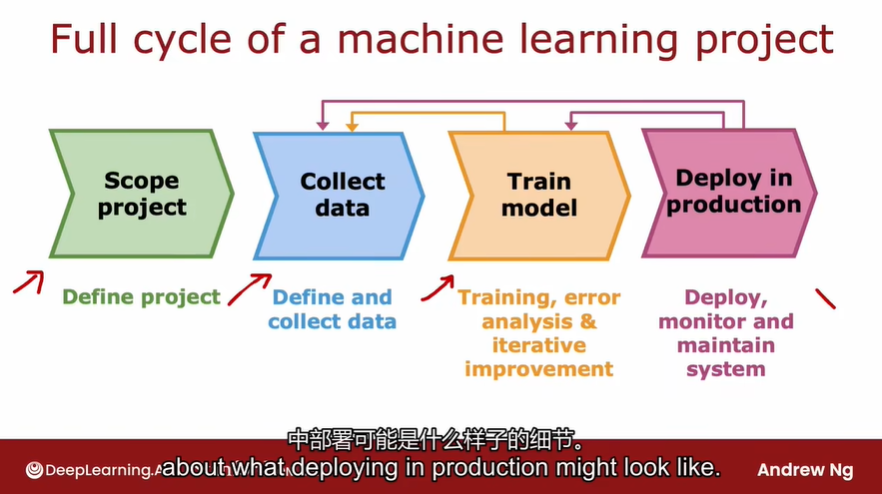 Full cycle of a machine learning project
Scope
project
Collect
data
Train
model
Deploy in
production
Define project
Define and
collect data
Training, error
analysis &
iterative
improvement
Deploy,
monitor and
maintain
system
中部署可能是什么样子的细节。
DeepLearning.A
about what deploying in production might look like.
Andrew Ng